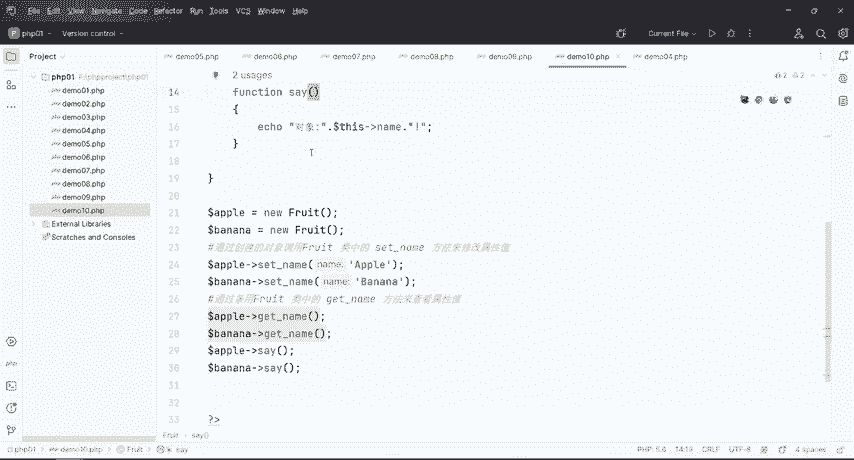 File Edit View Navigate Code Refactor Run Tools VCS Window Help
P php01 Version control Current File
Project demo05.php demo06.php demo07.php demo08.php demo09.php demo10.php demo04.php
php01 F:\phpproject\php01
demo01.php
demo02.php
demo03.php
demo04.php
demo05.php
demo06.php
demo07.php
demo08.php
demo09.php
demo10.php
External Libraries
Scratches and Consoles
2 usages
2 2
14 function say()
15 {
16 echo "对象:".$this->name."!";
17 }
18
19 }
20
21 $apple = new Fruit();
22 $banana = new Fruit();
23 #通过创建的对象调用Fruit 类中的 set_name 方法来修改属性值
24 $apple->set_name( name: 'Apple');
25 $banana->set_name( name: 'Banana');
26 #通过条用Fruit 类中的 get_name 方法来查看属性值
27 $apple->get_name();
28 $banana->get_name();
29 $apple->say();
30 $banana->say();
31
32
33 ?>
Fruit › say()
php01 › demo10.php › Fruit › say PHP: 5.6 14:19 CRLF UTF-8 4 spaces